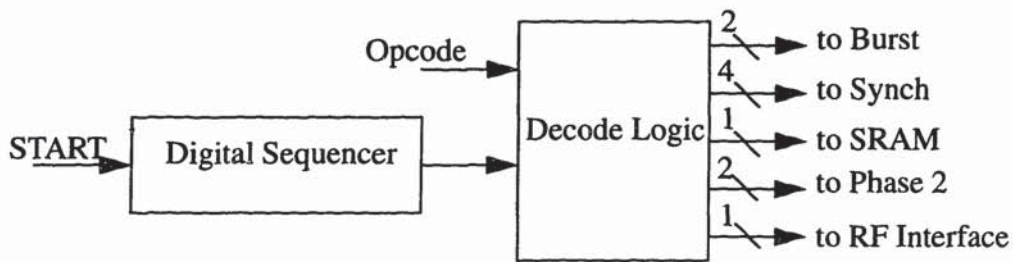 2
to Burst
Opcode
4
to Synch
START
Digital Sequencer
Decode Logic
1
to SRAM
2
to Phase 2
1
to RF Interface